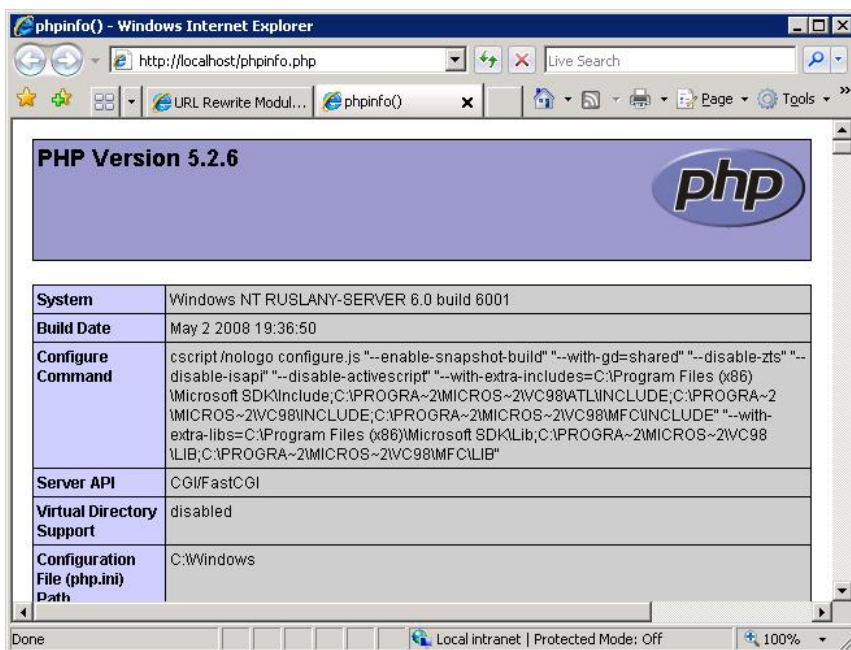 phpinfo() - Windows Internet Explorer
http://localhost/phpinfo.php
Live Search
URL Rewrite Modul...
phpinfo()
Page
Tools
»
PHP Version 5.2.6
php
System
Windows NT RUSLANY-SERVER 6.0 build 6001
Build Date
May 2 2008 19:36:50
Configure
Command
cscript /nologo configure.js "--enable-snapshot-build" "--with-gd=shared" "--disable-zts" "--
disable-isapi" "--disable-activescript" "--with-extra-includes=C:\Program Files (x86)
\Microsoft SDK\Include;C:\PROGRA~2\MICROS~2\VC98\ATL\INCLUDE;C:\PROGRA~2
\MICROS~2\VC98\INCLUDE;C:\PROGRA~2\MICROS~2\VC98\MFC\INCLUDE" "--with-
extra-libs=C:\Program Files (x86)\Microsoft SDK\Lib;C:\PROGRA~2\MICROS~2\VC98
\LIB;C:\PROGRA~2\MICROS~2\VC98\MFC\LIB"
Server API
CGI/FastCGI
Virtual Directory
Support
disabled
Configuration
File (php.ini)
Path
C:\Windows
Done
Local intranet | Protected Mode: Off
100%